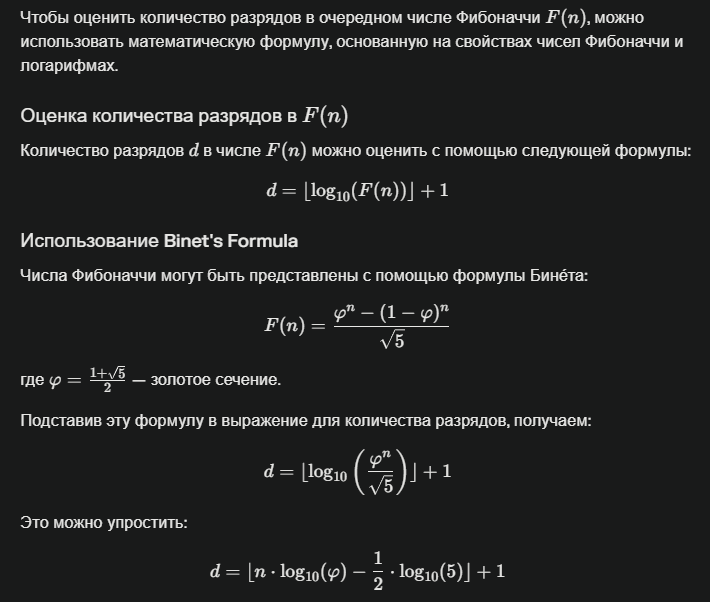 Чтобы оценить количество разрядов в очередном числе Фибоначчи F(n), можно
использовать математическую формулу, основанную на свойствах чисел Фибоначчи и
логарифмах.
Оценка количества разрядов в F(n)
Количество разрядов d в числе F(n) можно оценить с помощью следующей формулы:
d = ⌊log₁₀(F(n))⌋ + 1
Использование Binet's Formula
Числа Фибоначчи могут быть представлены с помощью формулы Бине́та:
F(n) = (φⁿ − (1 − φ)ⁿ) / √5
где φ = (1+√5)/2 — золотое сечение.
Подставив эту формулу в выражение для количества разрядов, получаем:
d = ⌊log₁₀(φⁿ/√5)⌋ + 1
Это можно упростить:
d = ⌊n · log₁₀(φ) − 1/2 · log₁₀(5)⌋ + 1